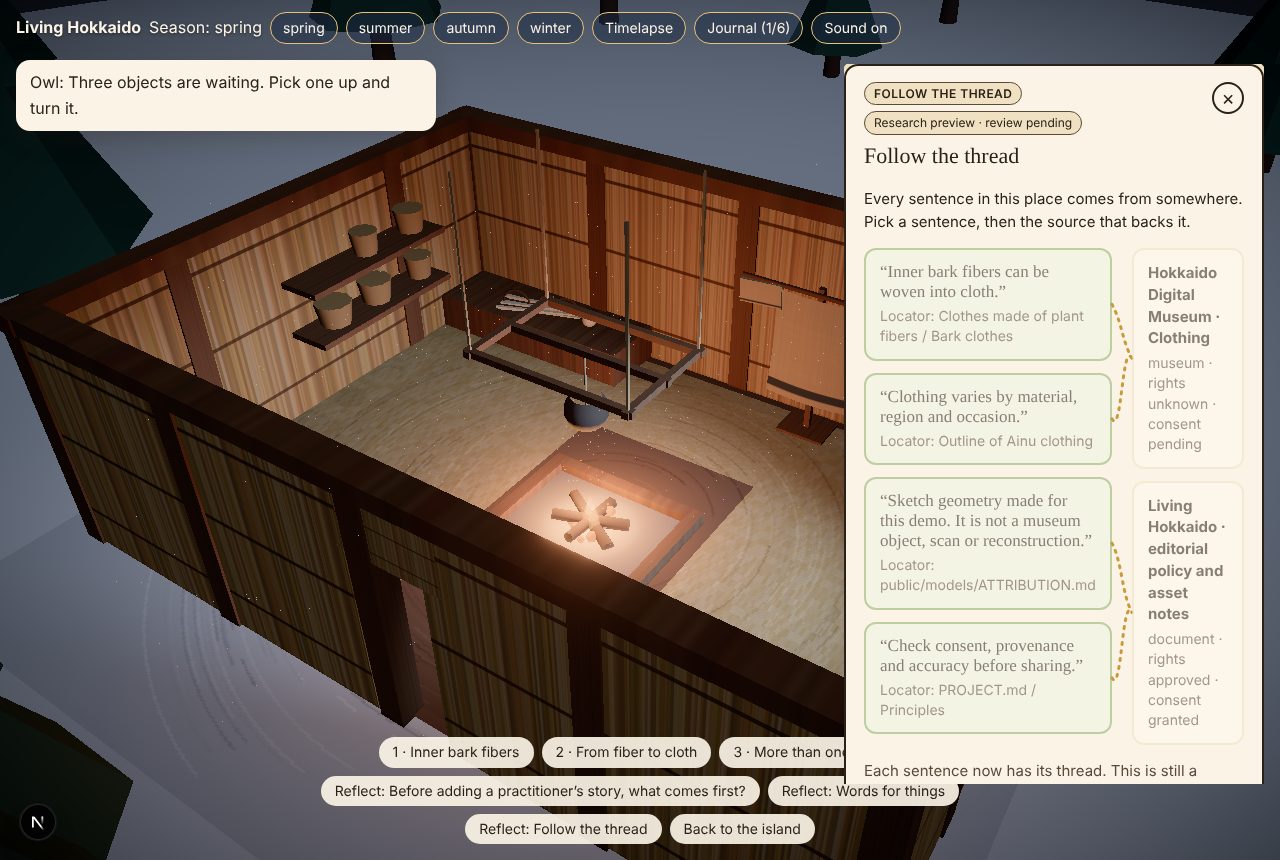 Living Hokkaido Season: spring spring summer autumn winter Timelapse Journal (1/6) Sound on
Owl: Three objects are waiting. Pick one up and
turn it.
FOLLOW THE THREAD
×
Research preview · review pending
Follow the thread
Every sentence in this place comes from somewhere.
Pick a sentence, then the source that backs it.
“Inner bark fibers can be
woven into cloth.”
Locator: Clothes made of plant
fibers / Bark clothes
“Clothing varies by material,
region and occasion.”
Locator: Outline of Ainu clothing
“Sketch geometry made for
this demo. It is not a museum
object, scan or reconstruction.”
Locator:
public/models/ATTRIBUTION.md
“Check consent, provenance
and accuracy before sharing.”
Locator: PROJECT.md /
Principles
Hokkaido
Digital
Museum ·
Clothing
museum ·
rights
unknown ·
consent
pending
Living
Hokkaido ·
editorial
policy and
asset
notes
document ·
rights
approved ·
consent
granted
Each sentence now has its thread. This is still a
1 · Inner bark fibers 2 · From fiber to cloth 3 · More than one
Reflect: Before adding a practitioner’s story, what comes first? Reflect: Words for things
Reflect: Follow the thread Back to the island
N